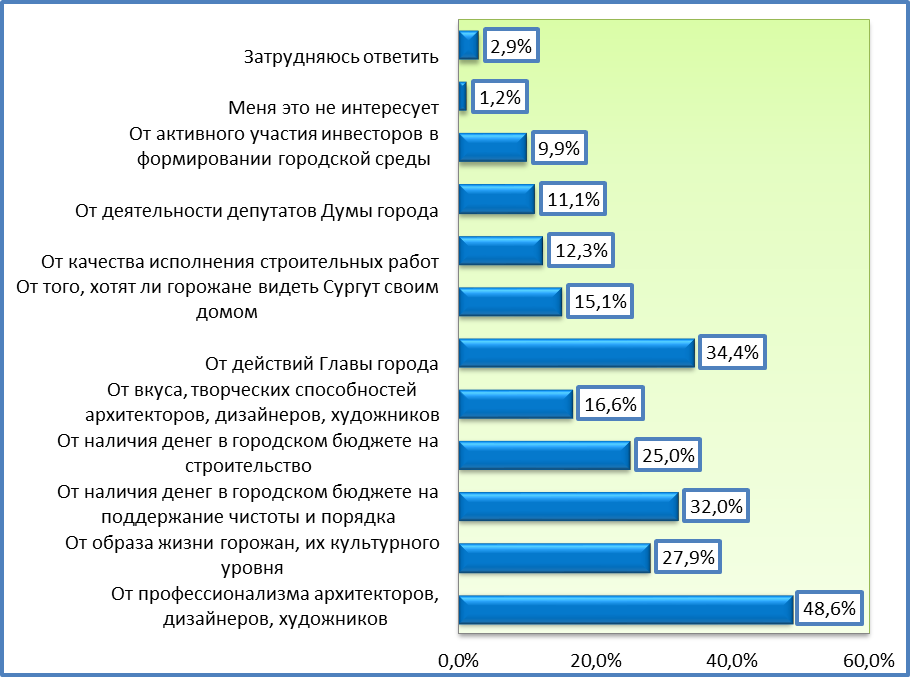 Затрудняюсь ответить
2,9%
Меня это не интересует
1,2%
От активного участия инвесторов в
формировании городской среды
9,9%
От деятельности депутатов Думы города
11,1%
От качества исполнения строительных работ
12,3%
От того, хотят ли горожане видеть Сургут своим
домом
15,1%
От действий Главы города
34,4%
От вкуса, творческих способностей
архитекторов, дизайнеров, художников
16,6%
От наличия денег в городском бюджете на
строительство
25,0%
От наличия денег в городском бюджете на
поддержание чистоты и порядка
32,0%
От образа жизни горожан, их культурного
уровня
27,9%
От профессионализма архитекторов,
дизайнеров, художников
48,6%
0,0% 20,0% 40,0% 60,0%